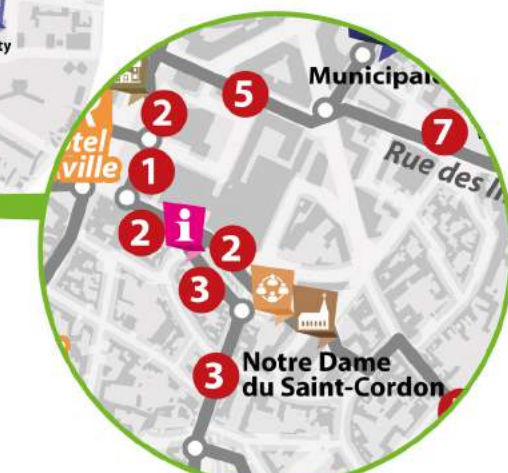 ty
Municipal
5
2
7
Rue des
tel
ville
1
2
i
2
3
3
Notre Dame
du Saint-Cordon